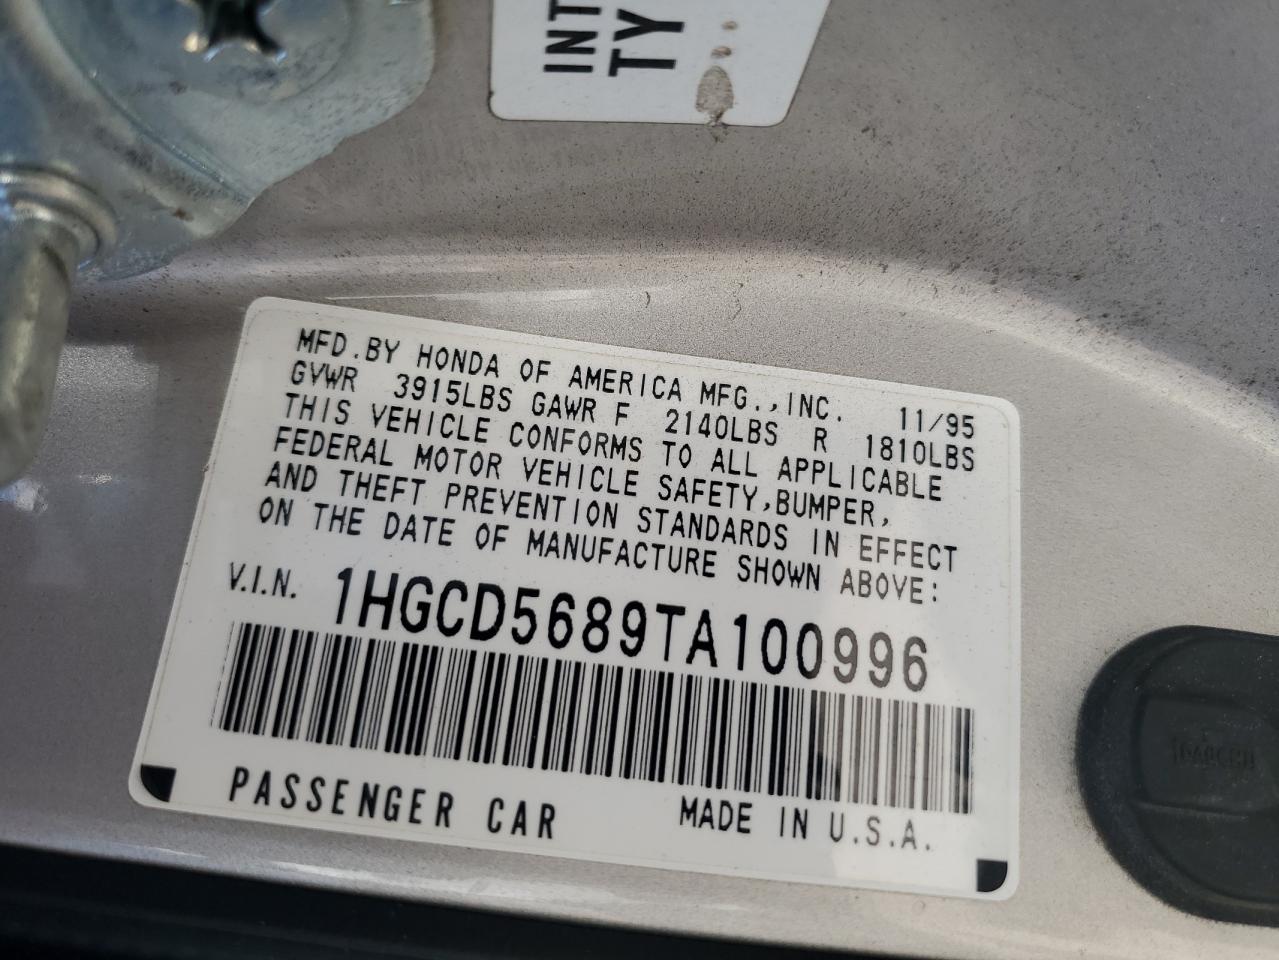 INT
TY
MFD.BY HONDA OF AMERICA MFG.,INC. 11/95
GVWR 3915LBS GAWR F 2140LBS R 1810LBS
THIS VEHICLE CONFORMS TO ALL APPLICABLE
FEDERAL MOTOR VEHICLE SAFETY,BUMPER,
AND THEFT PREVENTION STANDARDS IN EFFECT
ON THE DATE OF MANUFACTURE SHOWN ABOVE:
V.I.N. 1HGCD5689TA100996
PASSENGER CAR MADE IN U.S.A.